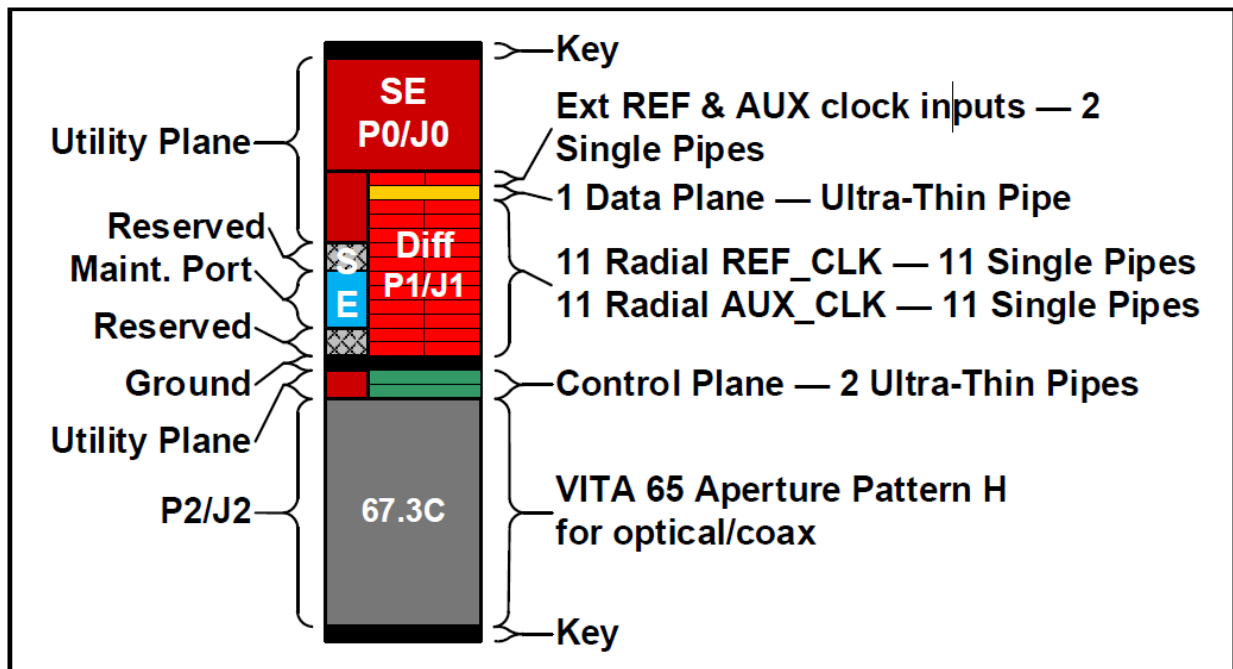 Key
SE
P0/J0
Utility Plane
Ext REF & AUX clock inputs — 2
Single Pipes
1 Data Plane — Ultra-Thin Pipe
Reserved
Maint. Port
Reserved
S
E
Diff
P1/J1
11 Radial REF_CLK — 11 Single Pipes
11 Radial AUX_CLK — 11 Single Pipes
Ground
Utility Plane
Control Plane — 2 Ultra-Thin Pipes
P2/J2
67.3C
VITA 65 Aperture Pattern H
for optical/coax
Key